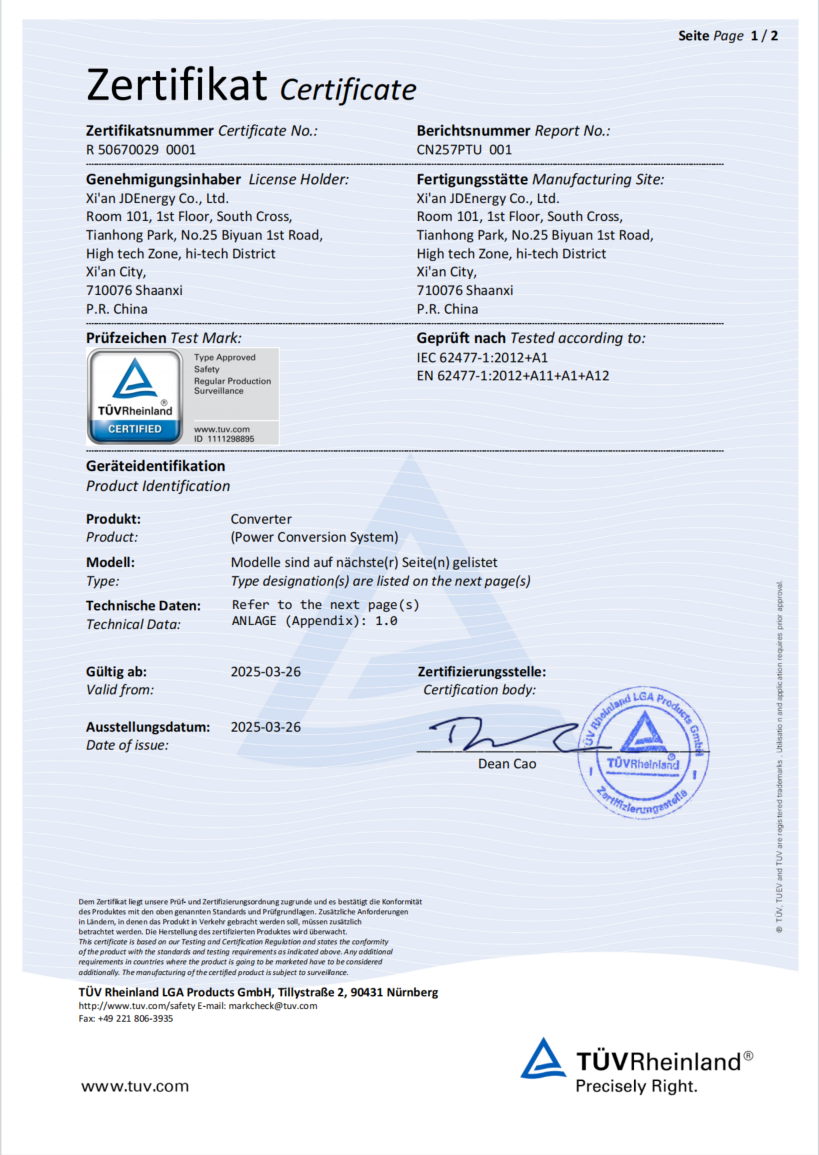 Seite Page 1 / 2
Zertifikat Certificate
Zertifikatsnummer Certificate No.:
R 50670029 0001
Berichtsnummer Report No.:
CN257PTU 001
Genehmigungsinhaber License Holder:
Xi'an JDEnergy Co., Ltd.
Room 101, 1st Floor, South Cross,
Tianhong Park, No.25 Biyuan 1st Road,
High tech Zone, hi-tech District
Xi'an City,
710076 Shaanxi
P.R. China
Fertigungsstätte Manufacturing Site:
Xi'an JDEnergy Co., Ltd.
Room 101, 1st Floor, South Cross,
Tianhong Park, No.25 Biyuan 1st Road,
High tech Zone, hi-tech District
Xi'an City,
710076 Shaanxi
P.R. China
Prüfzeichen Test Mark:
TÜVRheinland®
CERTIFIED
Type Approved
Safety
Regular Production
Surveillance
www.tuv.com
ID 1111298895
Geprüft nach Tested according to:
IEC 62477-1:2012+A1
EN 62477-1:2012+A11+A1+A12
Geräteidentifikation
Product Identification
Produkt: Converter
Product: (Power Conversion System)
Modell: Modelle sind auf nächste(r) Seite(n) gelistet
Type: Type designation(s) are listed on the next page(s)
Technische Daten: Refer to the next page(s)
Technical Data: ANLAGE (Appendix): 1.0
Gültig ab: 2025-03-26
Valid from:
Ausstellungsdatum: 2025-03-26
Date of issue:
Zertifizierungsstelle:
Certification body:
Dean Cao
TÜV Rheinland LGA Products GmbH
TÜVRheinland®
Zertifizierungsstelle
® TÜV, TUEV and TUV are registered trademarks . Utilisatio n and application requires prior approval.
Dem Zertifikat liegt unsere Prüf- und Zertifizierungsordnung zugrunde und es bestätigt die Konformität
des Produktes mit den oben genannten Standards und Prüfgrundlagen. Zusätzliche Anforderungen
in Ländern, in denen das Produkt in Verkehr gebracht werden soll, müssen zusätzlich
betrachtet werden. Die Herstellung des zertifizierten Produktes wird überwacht.
This certificate is based on our Testing and Certification Regulation and states the conformity
of the product with the standards and testing requirements as indicated above. Any additional
requirements in countries where the product is going to be marketed have to be considered
additionally. The manufacturing of the certified product is subject to surveillance.
TÜV Rheinland LGA Products GmbH, Tillystraße 2, 90431 Nürnberg
http://www.tuv.com/safety E-mail: markcheck@tuv.com
Fax: +49 221 806-3935
www.tuv.com
TÜVRheinland®
Precisely Right.